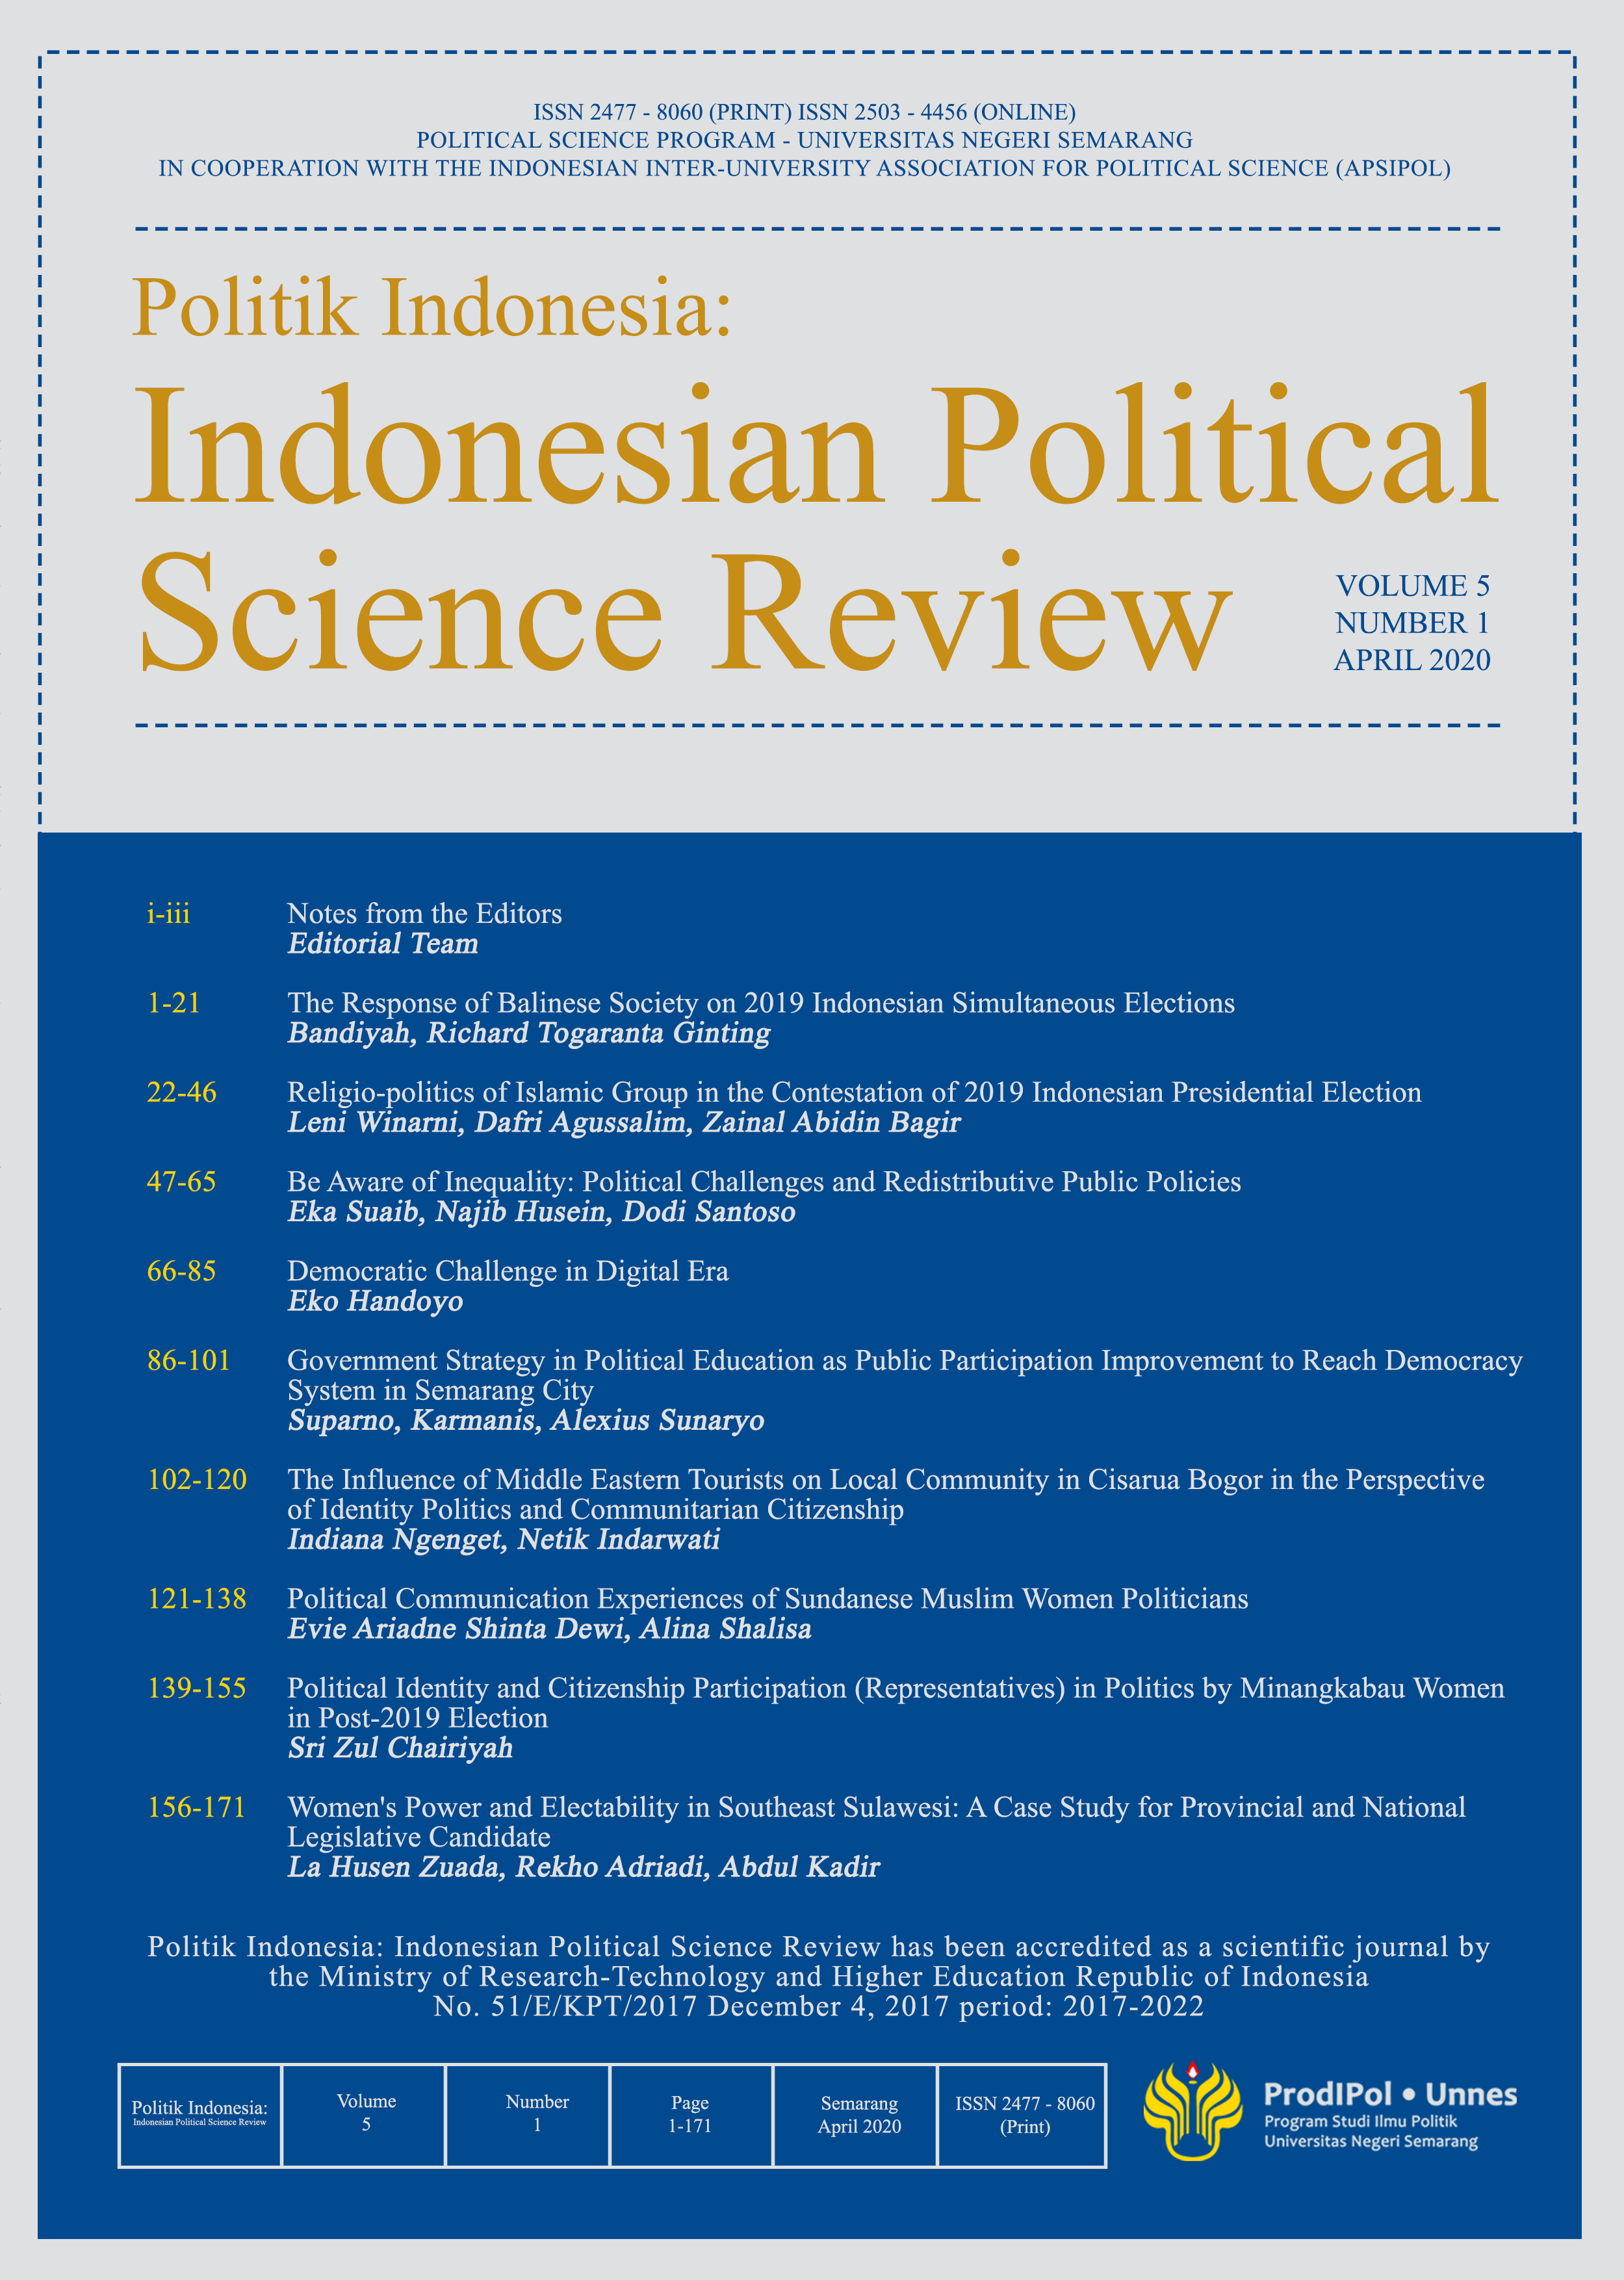 ISSN 2477 - 8060 (PRINT) ISSN 2503 - 4456 (ONLINE)
POLITICAL SCIENCE PROGRAM - UNIVERSITAS NEGERI SEMARANG
IN COOPERATION WITH THE INDONESIAN INTER-UNIVERSITY ASSOCIATION FOR POLITICAL SCIENCE (APSIPOL)
Politik Indonesia:
Indonesian Political
Science Review
VOLUME 5
NUMBER 1
APRIL 2020
i-iii Notes from the Editors
Editorial Team
1-21 The Response of Balinese Society on 2019 Indonesian Simultaneous Elections
Bandiyah, Richard Togaranta Ginting
22-46 Religio-politics of Islamic Group in the Contestation of 2019 Indonesian Presidential Election
Leni Winarni, Dafri Agussalim, Zainal Abidin Bagir
47-65 Be Aware of Inequality: Political Challenges and Redistributive Public Policies
Eka Suaib, Najib Husein, Dodi Santoso
66-85 Democratic Challenge in Digital Era
Eko Handoyo
86-101 Government Strategy in Political Education as Public Participation Improvement to Reach Democracy
System in Semarang City
Suparno, Karmanis, Alexius Sunaryo
102-120 The Influence of Middle Eastern Tourists on Local Community in Cisarua Bogor in the Perspective
of Identity Politics and Communitarian Citizenship
Indiana Ngenget, Netik Indarwati
121-138 Political Communication Experiences of Sundanese Muslim Women Politicians
Evie Ariadne Shinta Dewi, Alina Shalisa
139-155 Political Identity and Citizenship Participation (Representatives) in Politics by Minangkabau Women
in Post-2019 Election
Sri Zul Chairiyah
156-171 Women's Power and Electability in Southeast Sulawesi: A Case Study for Provincial and National
Legislative Candidate
La Husen Zuada, Rekho Adriadi, Abdul Kadir
Politik Indonesia: Indonesian Political Science Review has been accredited as a scientific journal by
the Ministry of Research-Technology and Higher Education Republic of Indonesia
No. 51/E/KPT/2017 December 4, 2017 period: 2017-2022
Politik Indonesia:
Indonesian Political Science Review
Volume
5
Number
1
Page
1-171
Semarang
April 2020
ISSN 2477 - 8060
(Print)
ProdIPol • Unnes
Program Studi Ilmu Politik
Universitas Negeri Semarang